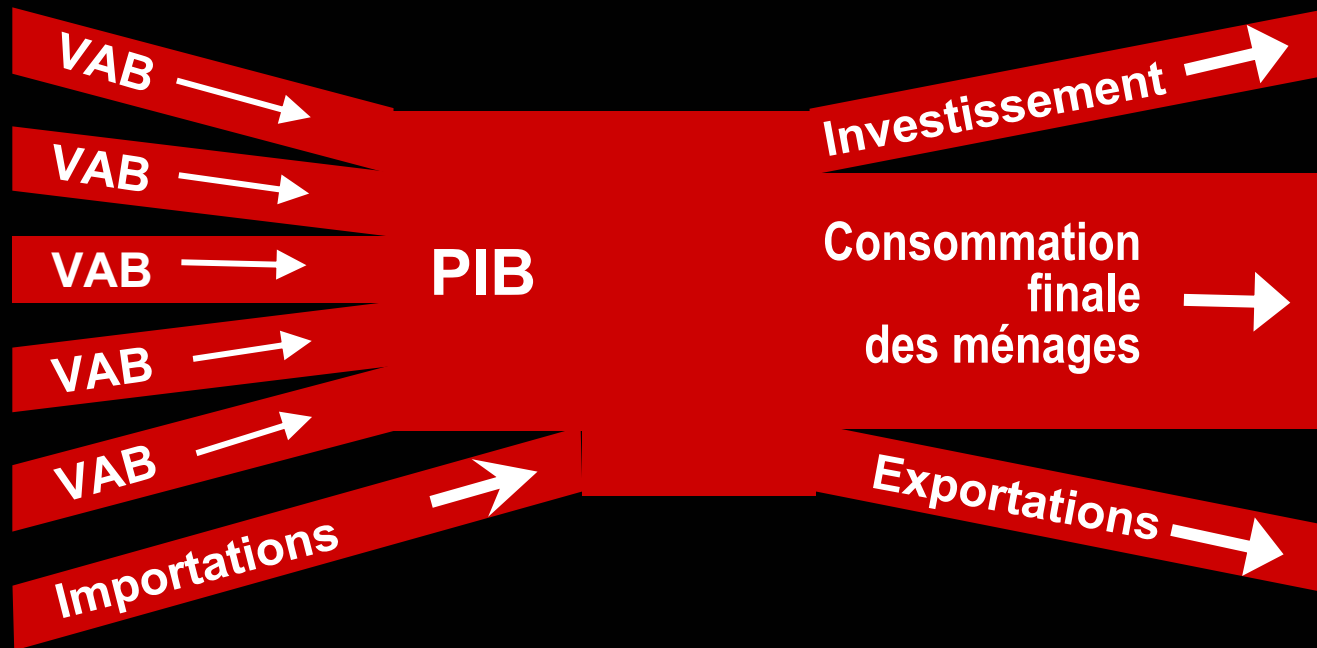 VAB
VAB
VAB
VAB
VAB
Importations
PIB
Investissement
Consommation
finale
des ménages
Exportations